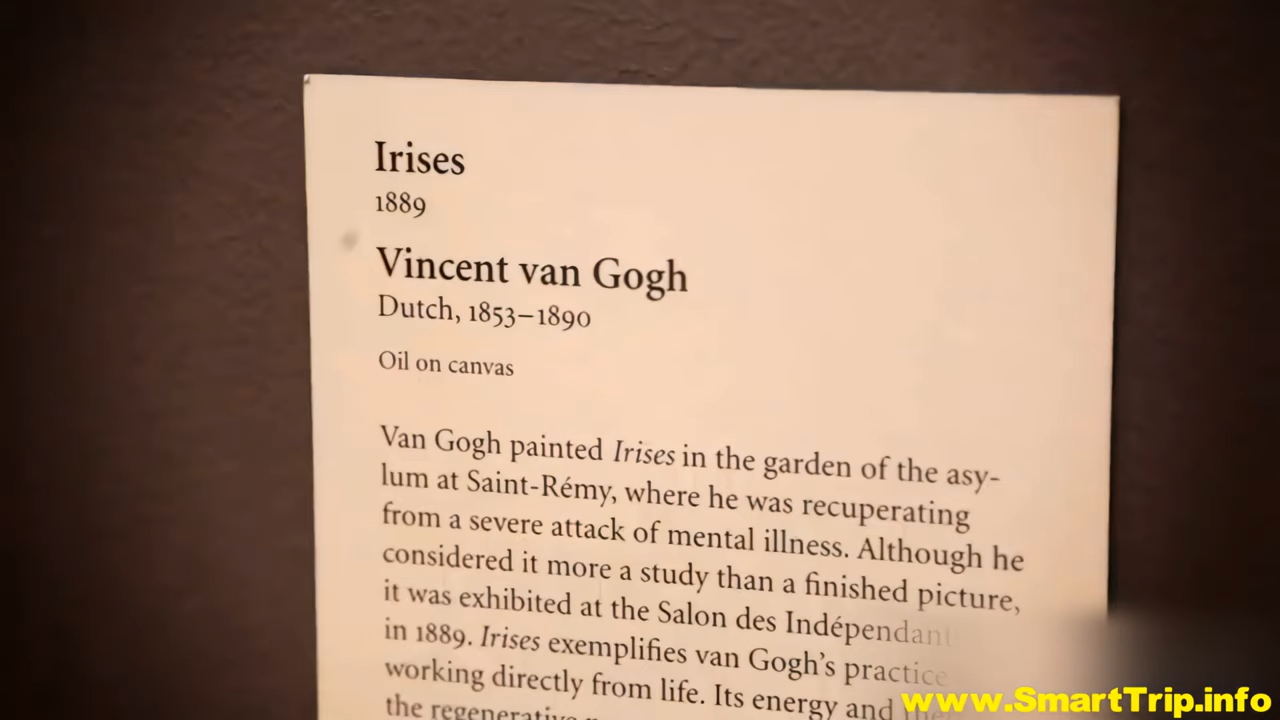 Irises
1889
Vincent van Gogh
Dutch, 1853–1890
Oil on canvas
Van Gogh painted Irises in the garden of the asy-
lum at Saint-Rémy, where he was recuperating
from a severe attack of mental illness. Although he
considered it more a study than a finished picture,
it was exhibited at the Salon des Indépendant
in 1889. Irises exemplifies van Gogh's practice
working directly from life. Its energy and
the regenerative
www.SmartTrip.info